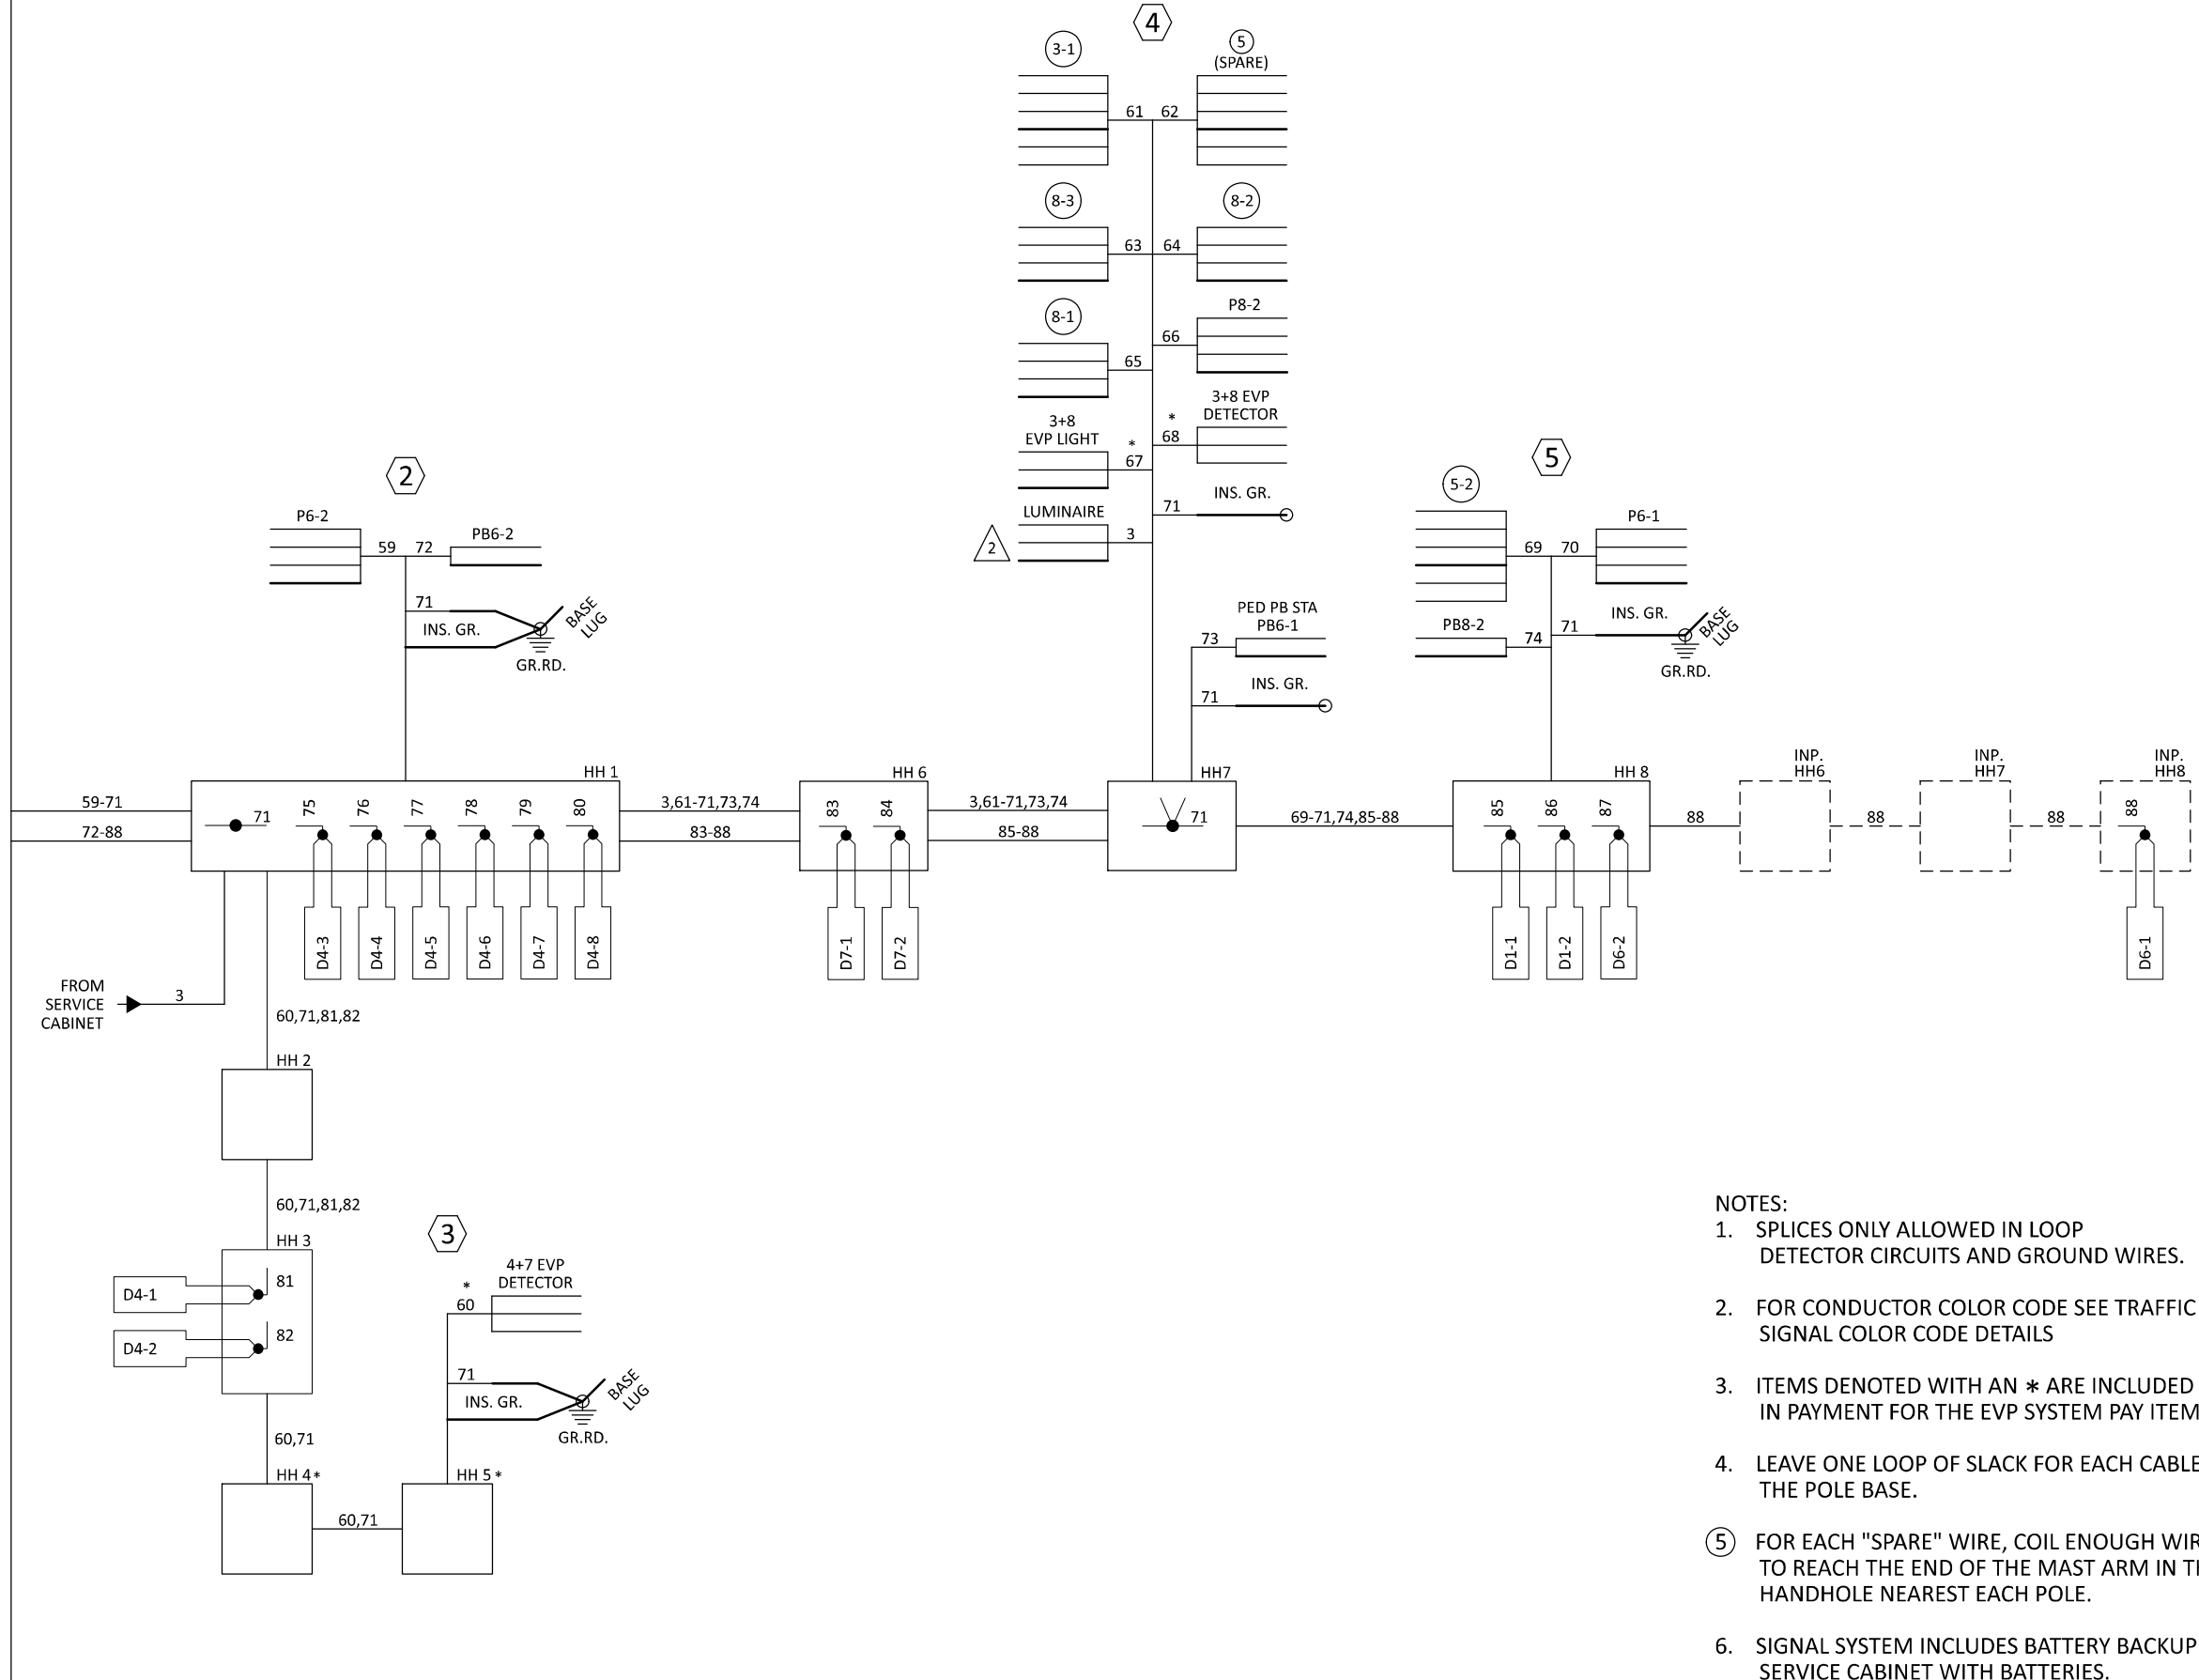 4
3-1
5
(SPARE)
61 62
8-3
8-2
63 64
8-1
P8-2
66
65
3+8 EVP
DETECTOR
*
68
3+8
EVP LIGHT
*
67
INS. GR.
71
LUMINAIRE
3
2
2
P6-2
PB6-2
59 72
71
INS. GR.
BASE
LUG
GR.RD.
5
5-2
P6-1
69 70
PB8-2
74
71
INS. GR.
BASE
LUG
GR.RD.
PED PB STA
PB6-1
73
INS. GR.
71
HH 1
HH 6
HH7
HH 8
INP.
HH6
INP.
HH7
INP.
HH8
59-71
72-88
71
75
76
77
78
79
80
3,61-71,73,74
83-88
83
84
3,61-71,73,74
85-88
71
69-71,74,85-88
85
86
87
88
88
88
88
D4-3
D4-4
D4-5
D4-6
D4-7
D4-8
D7-1
D7-2
D1-1
D1-2
D6-2
D6-1
FROM
SERVICE
CABINET
3
60,71,81,82
HH 2
60,71,81,82
HH 3
D4-1
81
D4-2
82
60,71
HH 4*
60,71
HH 5*
3
4+7 EVP
DETECTOR
*
60
71
INS. GR.
BASE
LUG
GR.RD.
NOTES:
1. SPLICES ONLY ALLOWED IN LOOP
DETECTOR CIRCUITS AND GROUND WIRES.
2. FOR CONDUCTOR COLOR CODE SEE TRAFFIC
SIGNAL COLOR CODE DETAILS
3. ITEMS DENOTED WITH AN * ARE INCLUDED
IN PAYMENT FOR THE EVP SYSTEM PAY ITEM
4. LEAVE ONE LOOP OF SLACK FOR EACH CABLE
THE POLE BASE.
5 FOR EACH "SPARE" WIRE, COIL ENOUGH
TO REACH THE END OF THE MAST ARM IN
HANDHOLE NEAREST EACH POLE.
6. SIGNAL SYSTEM INCLUDES BATTERY BACKUP
SERVICE CABINET WITH BATTERIES.